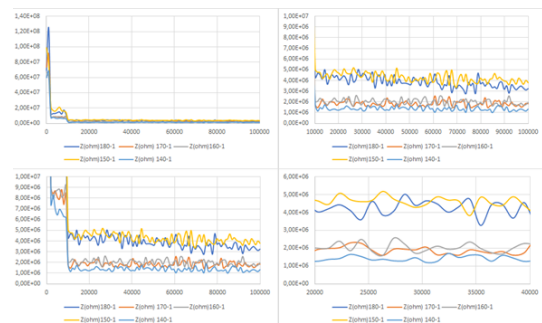 1,40E+08
1,20E+08
1,00E+08
8,00E+07
6,00E+07
4,00E+07
2,00E+07
0,00E+00
0 20000 40000 60000 80000 100000
Z(ohm)180-1 Z(ohm) 170-1 Z(ohm)160-1
Z(ohm)150-1 Z(ohm) 140-1
1,00E+07
9,00E+06
8,00E+06
7,00E+06
6,00E+06
5,00E+06
4,00E+06
3,00E+06
2,00E+06
1,00E+06
0,00E+00
10000 20000 30000 40000 50000 60000 70000 80000 90000 100000
Z(ohm)180-1 Z(ohm) 170-1 Z(ohm)160-1
Z(ohm)150-1 Z(ohm) 140-1
1,00E+07
9,00E+06
8,00E+06
7,00E+06
6,00E+06
5,00E+06
4,00E+06
3,00E+06
2,00E+06
1,00E+06
0,00E+00
0 20000 40000 60000 80000 100000
Z(ohm)180-1 Z(ohm) 170-1 Z(ohm)160-1
Z(ohm)150-1 Z(ohm) 140-1
6,00E+06
5,00E+06
4,00E+06
3,00E+06
2,00E+06
1,00E+06
0,00E+00
20000 25000 30000 35000 40000
Z(ohm)180-1 Z(ohm) 170-1 Z(ohm)160-1
Z(ohm)150-1 Z(ohm) 140-1